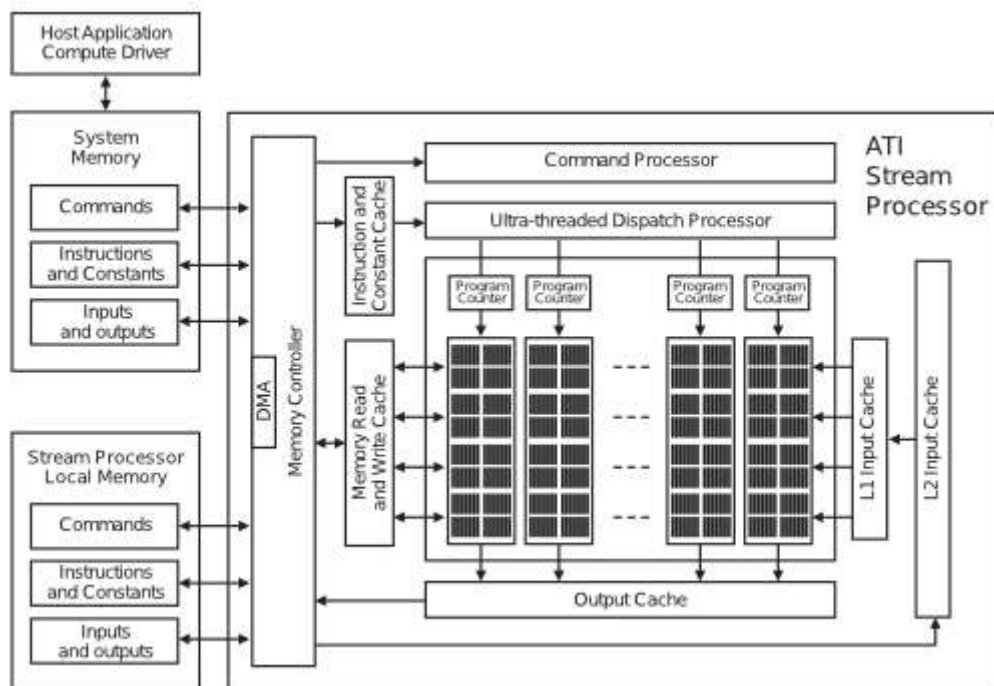 Host Application
Compute Driver
System
Memory
Commands
Instructions
and Constants
Inputs
and outputs
Stream Processor
Local Memory
Commands
Instructions
and Constants
Inputs
and outputs
DMA
Memory Controller
ATI
Stream
Processor
Command Processor
Instruction and
Constant Cache
Ultra-threaded Dispatch Processor
Program
Counter
Program
Counter
Program
Counter
Program
Counter
Memory Read
and Write Cache
L1 Input Cache
L2 Input Cache
Output Cache